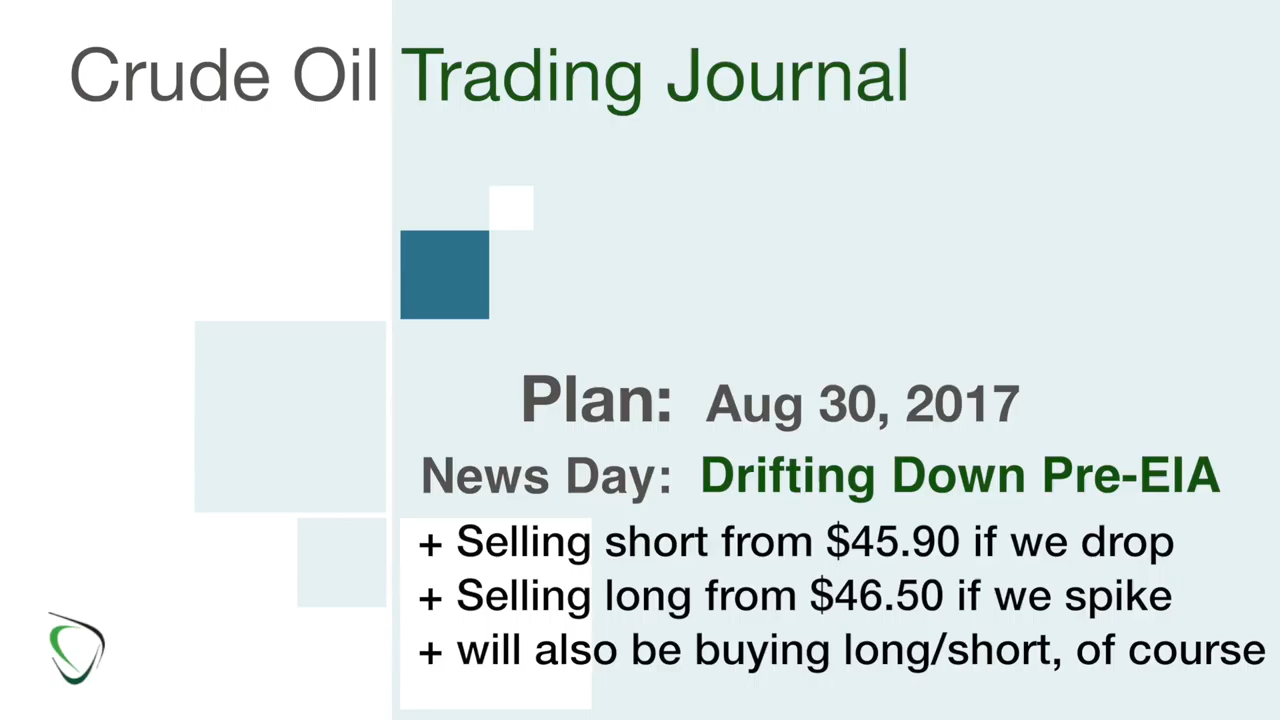 Crude Oil Trading Journal
Plan: Aug 30, 2017
News Day: Drifting Down Pre-EIA
+ Selling short from $45.90 if we drop
+ Selling long from $46.50 if we spike
+ will also be buying long/short, of course